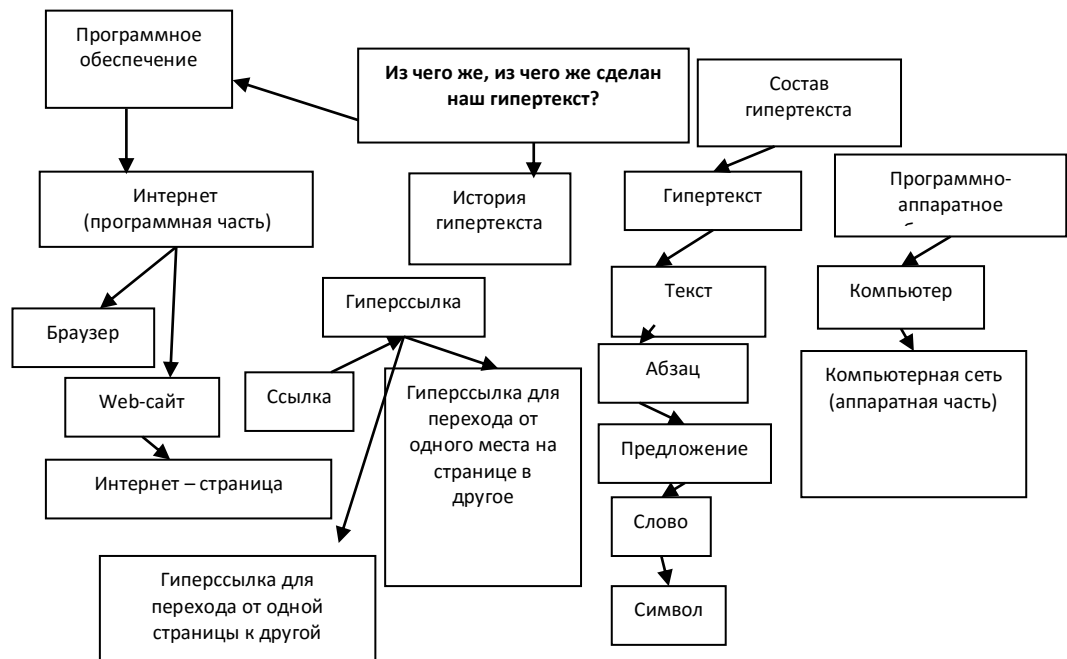 Программное
обеспечение
Из чего же, из чего же сделан
наш гипертекст?
Состав
гипертекста
Интернет
(программная часть)
История
гипертекста
Гипертекст
Программно-
аппаратное
Гиперссылка
Текст
Компьютер
Браузер
Ссылка
Гиперссылка для
перехода от
одного места на
странице в
другое
Абзац
Компьютерная сеть
(аппаратная часть)
Web-сайт
Предложение
Интернет – страница
Слово
Гиперссылка для
перехода от одной
страницы к другой
Символ